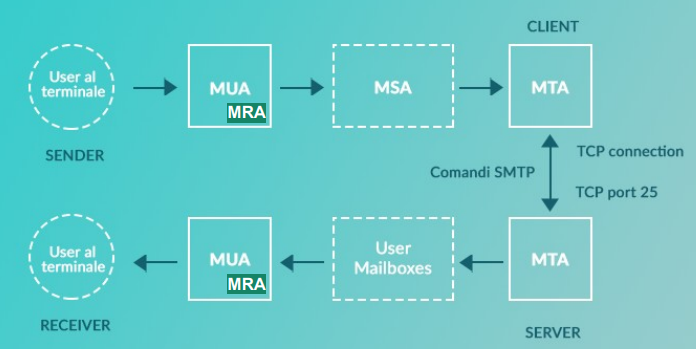 CLIENT
User al
terminale
MUA
MRA
MSA
MTA
SENDER
Comandi SMTP
TCP connection
TCP port 25
User al
terminale
MUA
MRA
User
Mailboxes
MTA
RECEIVER
SERVER